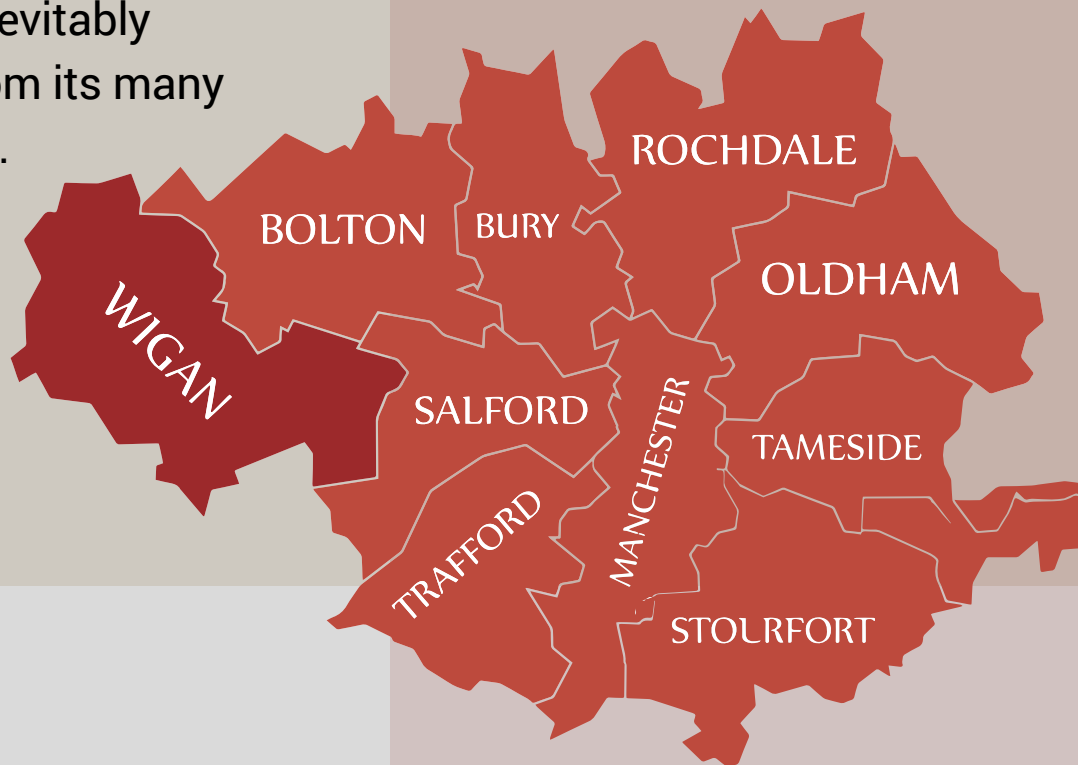 evitably
om its many
.
ROCHDALE
BOLTON
BURY
OLDHAM
WIGAN
SALFORD
MANCHESTER
TAMESIDE
TRAFFORD
STOURFORT